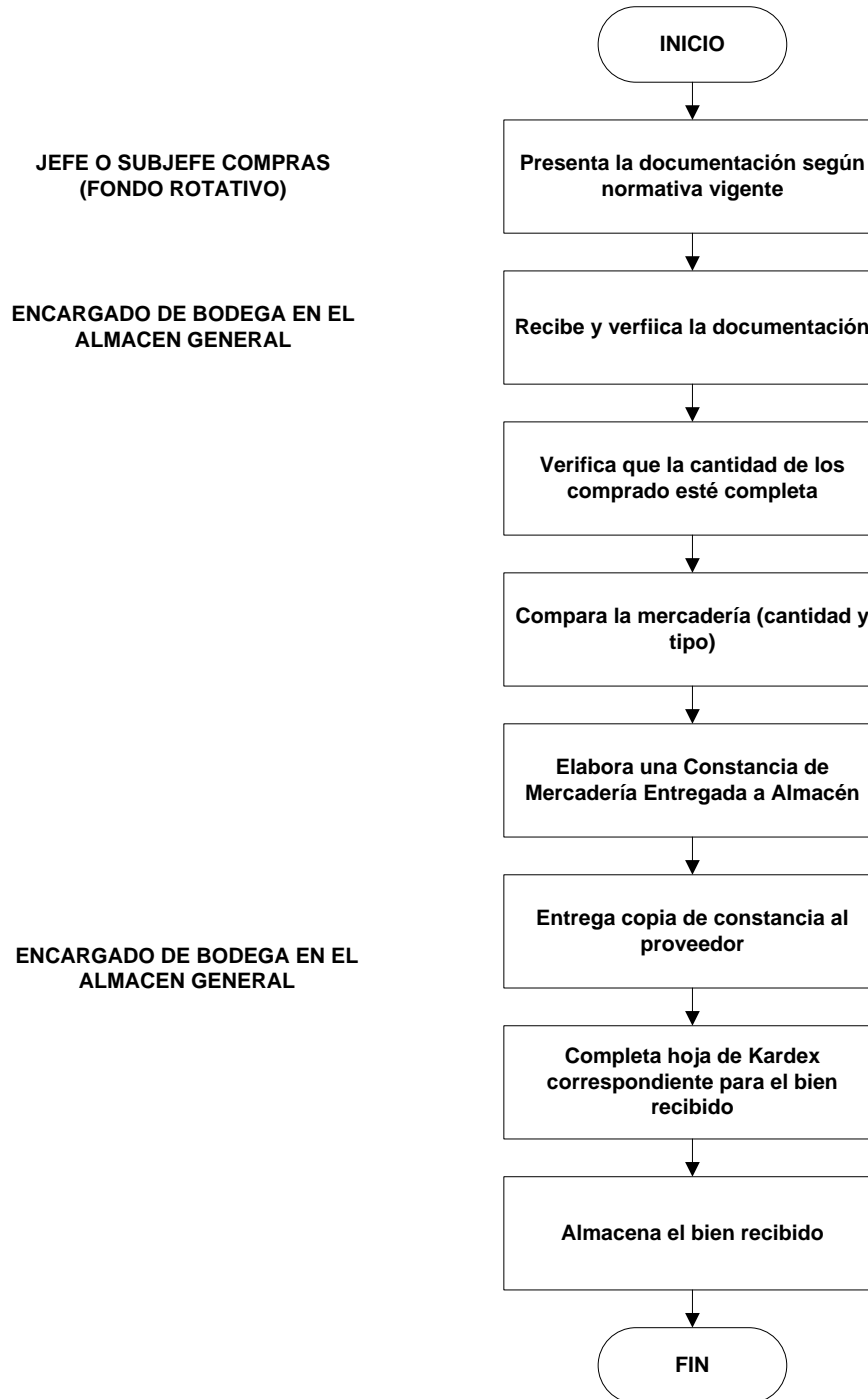 INICIO
JEFE O SUBJEFE COMPRAS
(FONDO ROTATIVO)
Presenta la documentación según
normativa vigente
ENCARGADO DE BODEGA EN EL
ALMACEN GENERAL
Recibe y verfiica la documentación
Verifica que la cantidad de los
comprado esté completa
Compara la mercadería (cantidad y
tipo)
Elabora una Constancia de
Mercadería Entregada a Almacén
Entrega copia de constancia al
proveedor
ENCARGADO DE BODEGA EN EL
ALMACEN GENERAL
Completa hoja de Kardex
correspondiente para el bien
recibido
Almacena el bien recibido
FIN